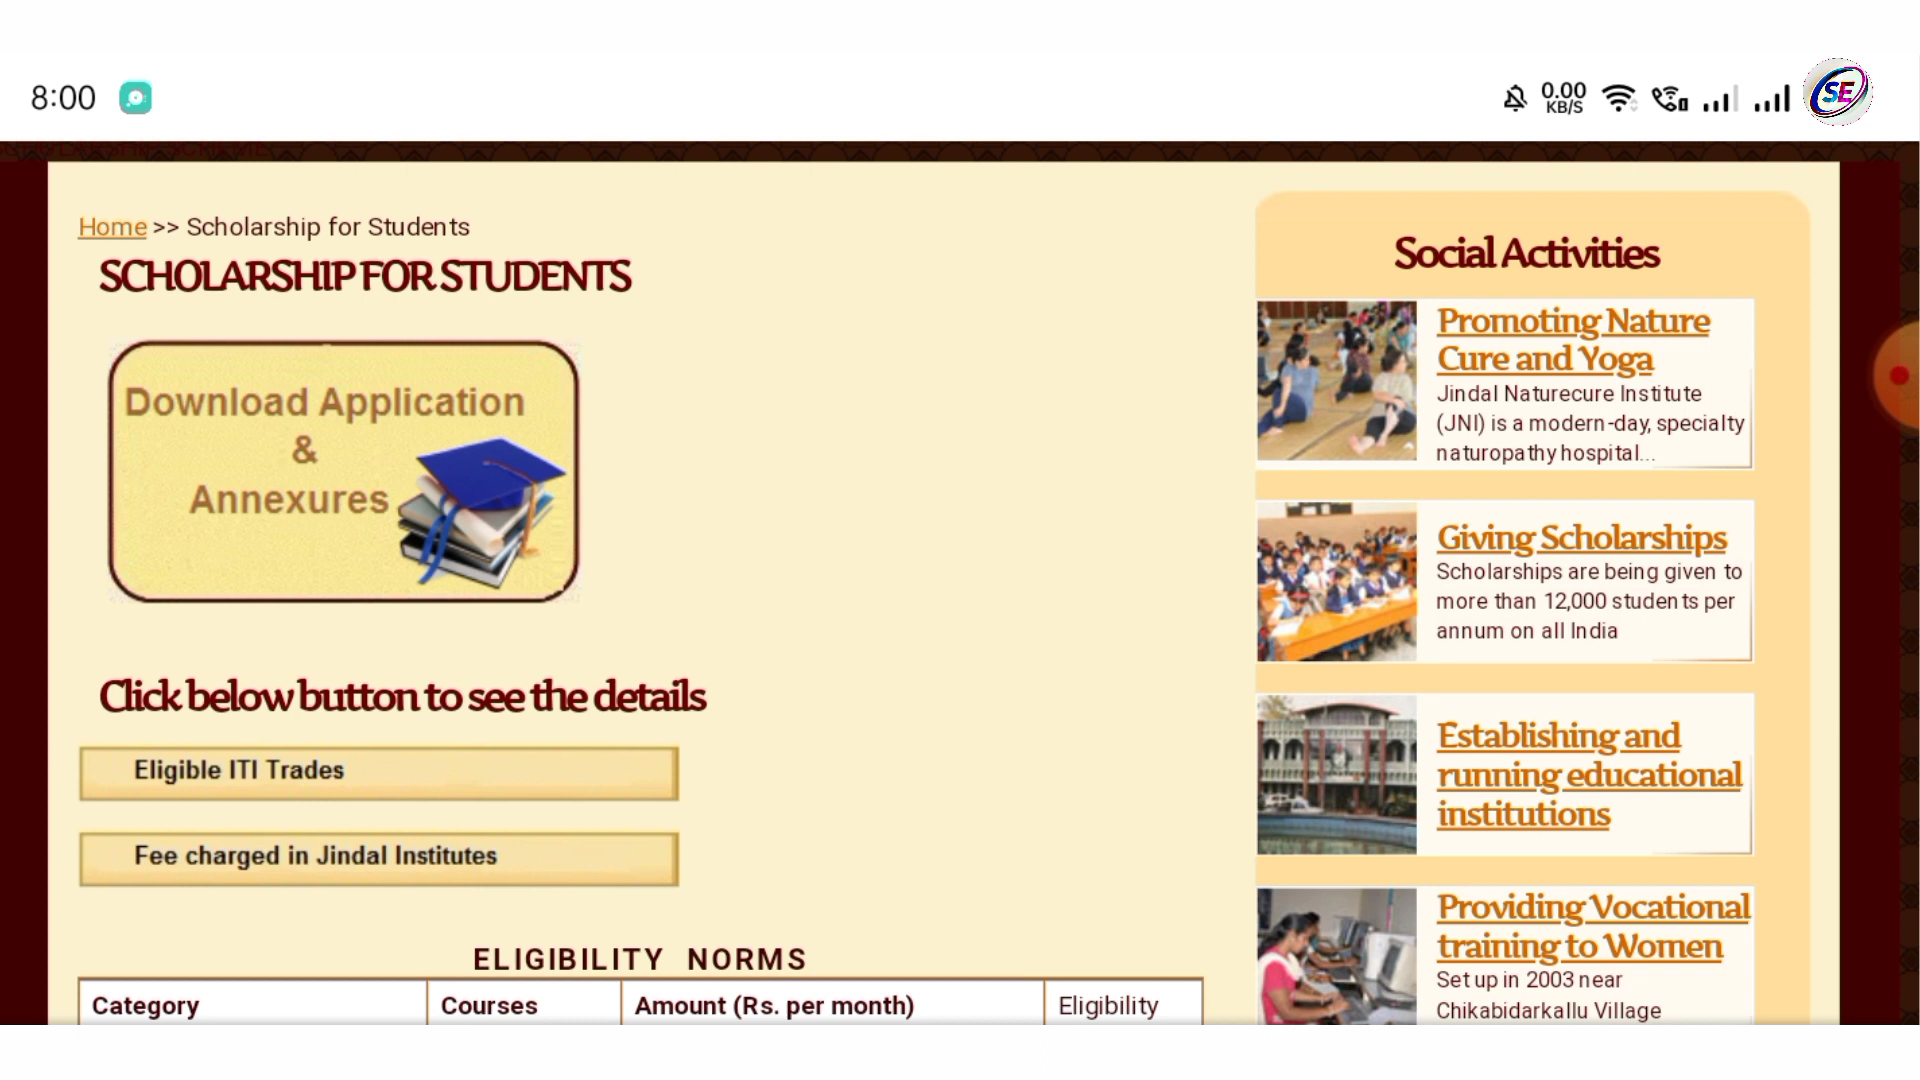 8:00
0.00
KB/S
SE
Home >> Scholarship for Students
SCHOLARSHIP FOR STUDENTS
Download Application
&
Annexures
Click below button to see the details
Eligible ITI Trades
Fee charged in Jindal Institutes
ELIGIBILITY NORMS
Category Courses Amount (Rs. per month) Eligibility
Social Activities
Promoting Nature
Cure and Yoga
Jindal Naturecure Institute
(JNI) is a modern-day, specialty
naturopathy hospital...
Giving Scholarships
Scholarships are being given to
more than 12,000 students per
annum on all India
Establishing and
running educational
institutions
Providing Vocational
training to Women
Set up in 2003 near
Chikabidarkallu Village